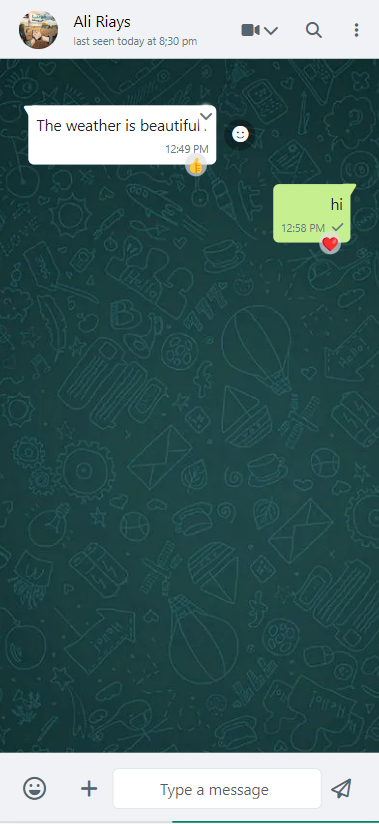 Ali Riays
last seen today at 8;30 pm
The weather is beautiful .
12:49 PM
hi
12:58 PM
Type a message